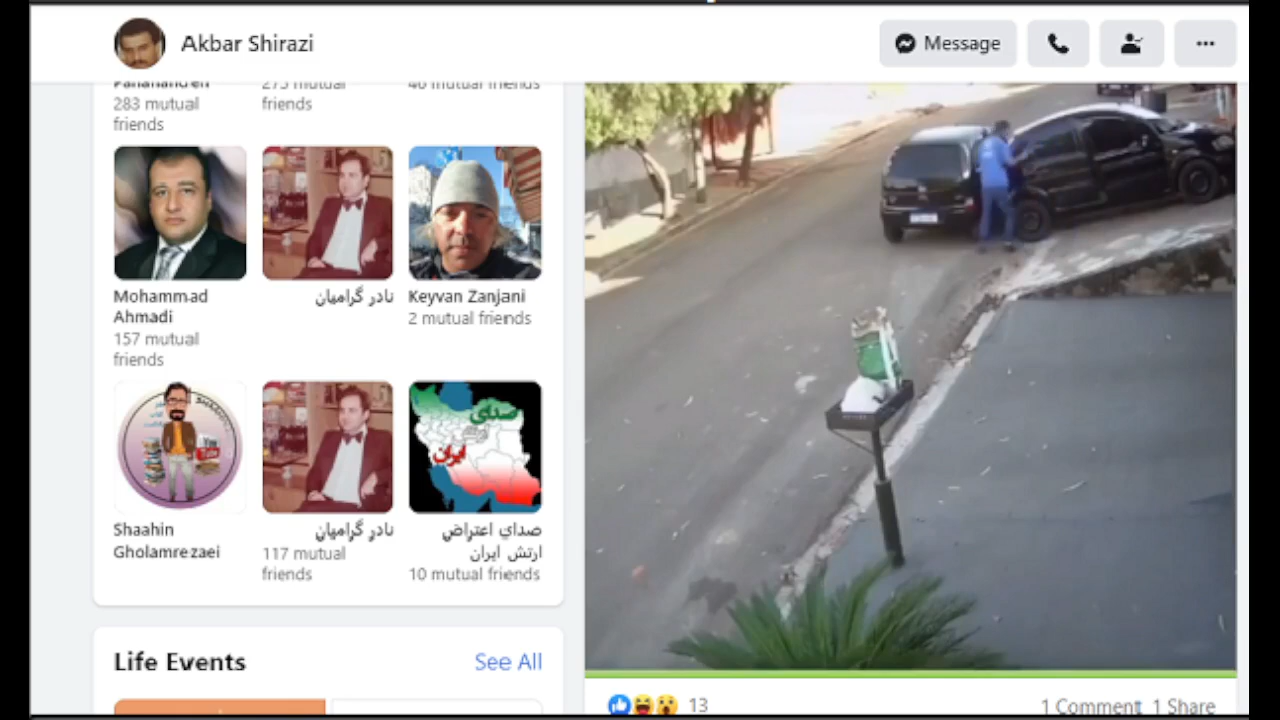 Akbar Shirazi
Message
283 mutual
friends
275 mutual
friends
Mohammad
Ahmadi
157 mutual
friends
نادر گرامیان
Keyvan Zanjani
2 mutual friends
صدای
ایران
Shaahin
Gholamrezaei
نادر گرامیان
117 mutual
friends
صدای اعتراض
ارتش ایران
10 mutual friends
Life Events
See All
13
1 Comment 1 Share